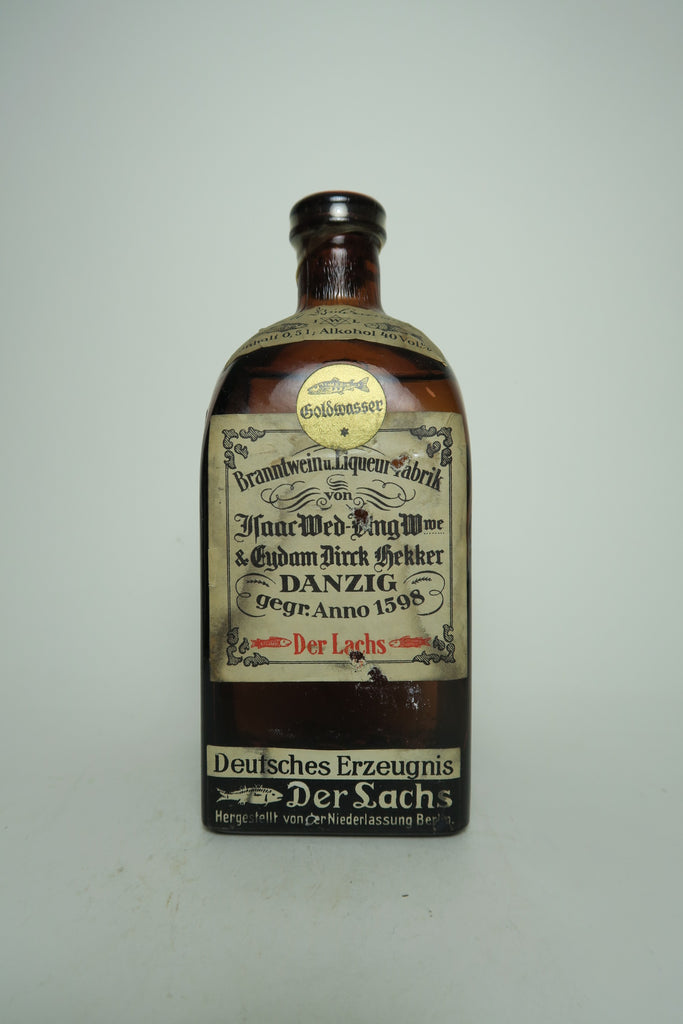 I W L
0,5 l, Alkohol 40 Vol.
Goldwasser
Branntwein u. Liqueur-Fabrik
von
Isaac Wed-Ling Wwe
& Eydam Dirck Hekker
DANZIG
gegr. Anno 1598
Der Lachs
Deutsches Erzeugnis
Der Lachs
Hergestellt von der Niederlassung Berlin.